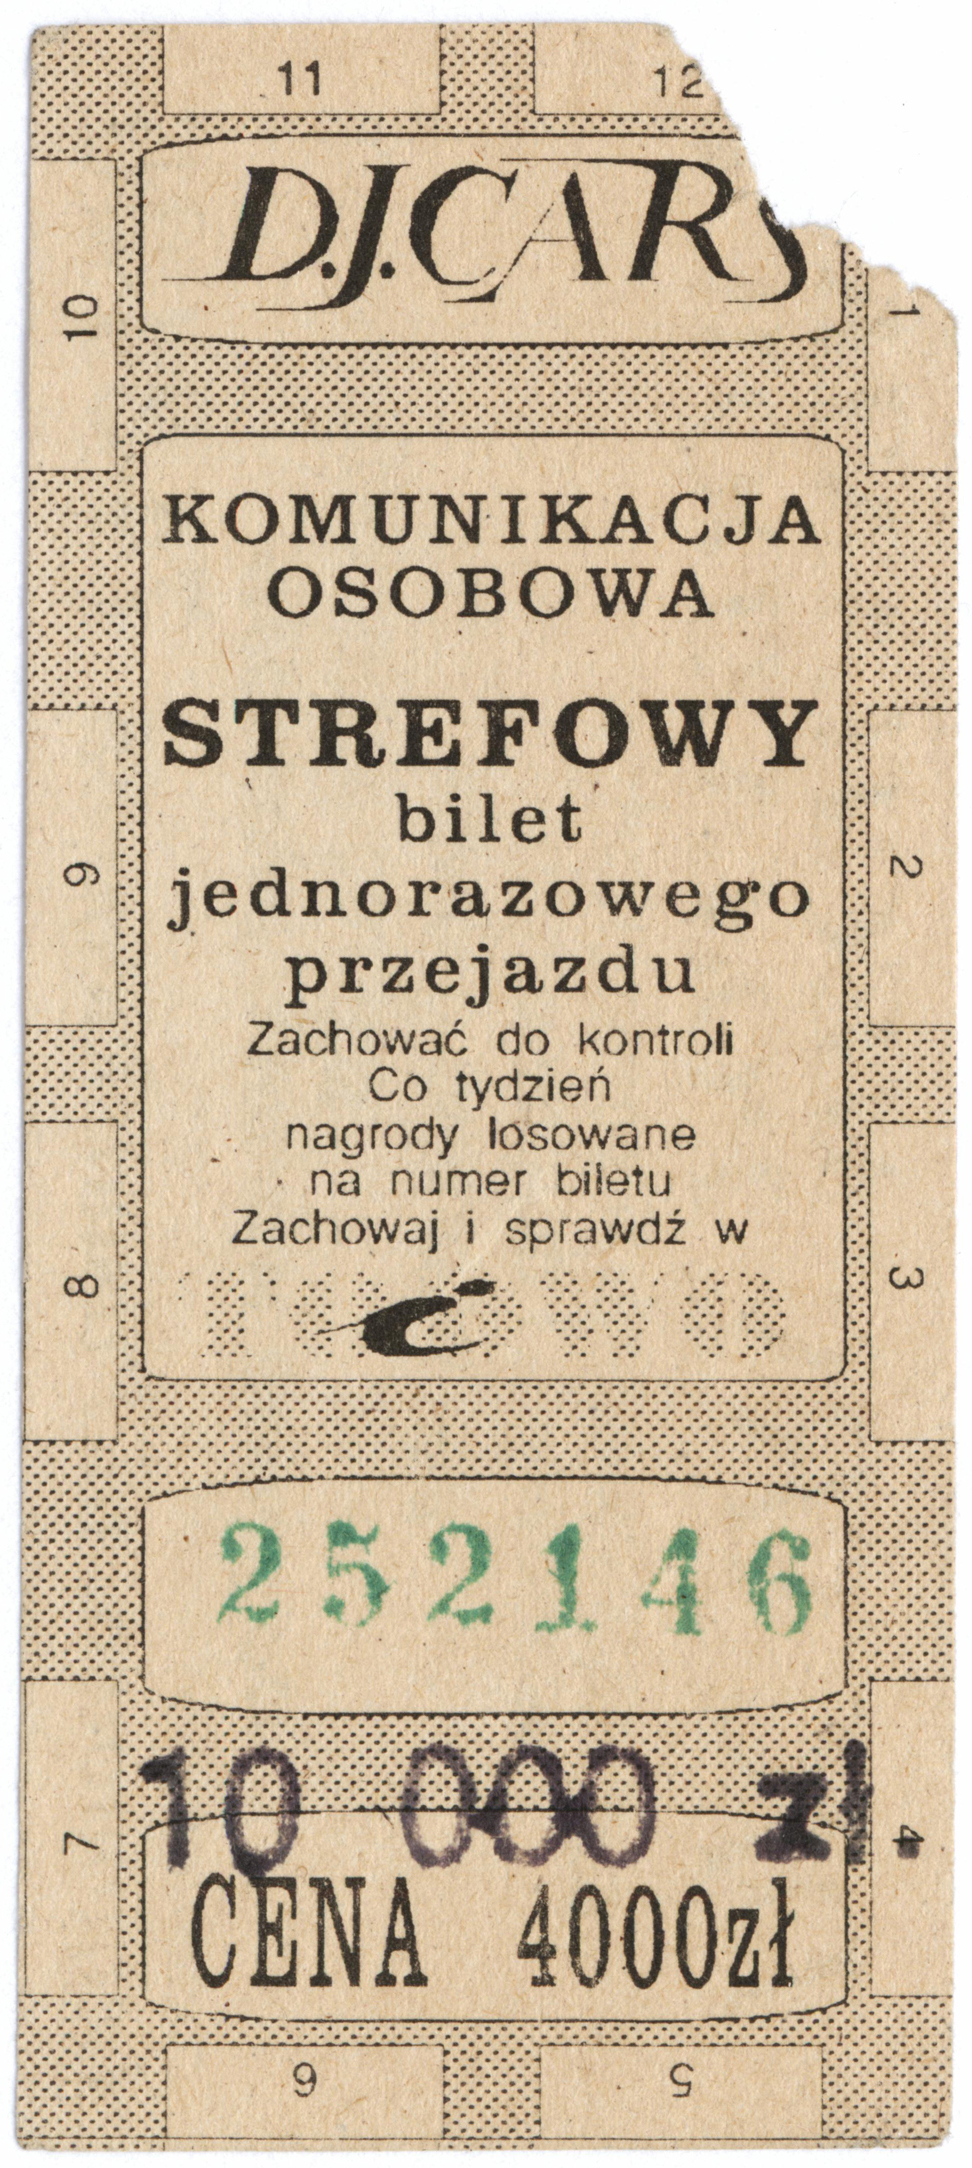 11 12
D.J.CARS
10
1
KOMUNIKACJA
OSOBOWA
STREFOWY
bilet
jednorazowego
przejazdu
9
2
Zachować do kontroli
Co tydzień
nagrody losowane
na numer biletu
Zachowaj i sprawdź w
8
3
252146
10 000 zł.
7
4
CENA 4000zł
6 5